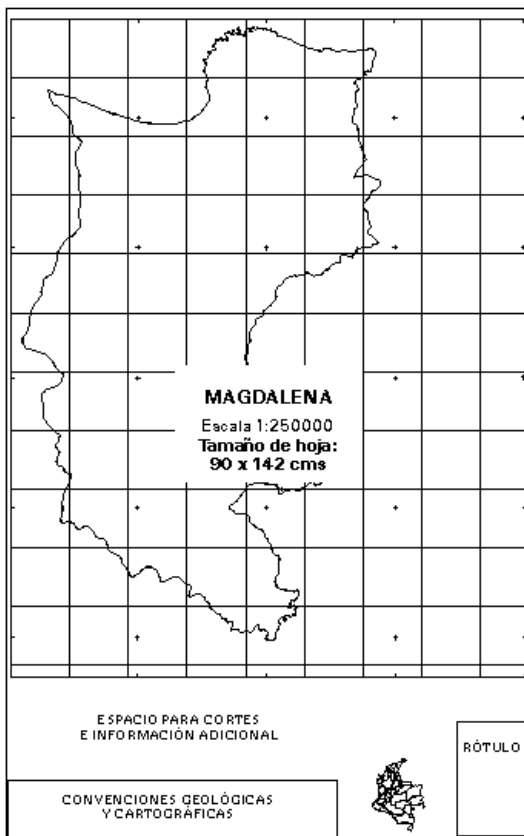 MAGDALENA
Escala 1:250000
Tamaño de hoja:
90 x 142 cms
ESPACIO PARA CORTES
E INFORMACIÓN ADICIONAL
RÓTULO
CONVENCIONES GEOLÓGICAS
Y CARTOGRÁFICAS